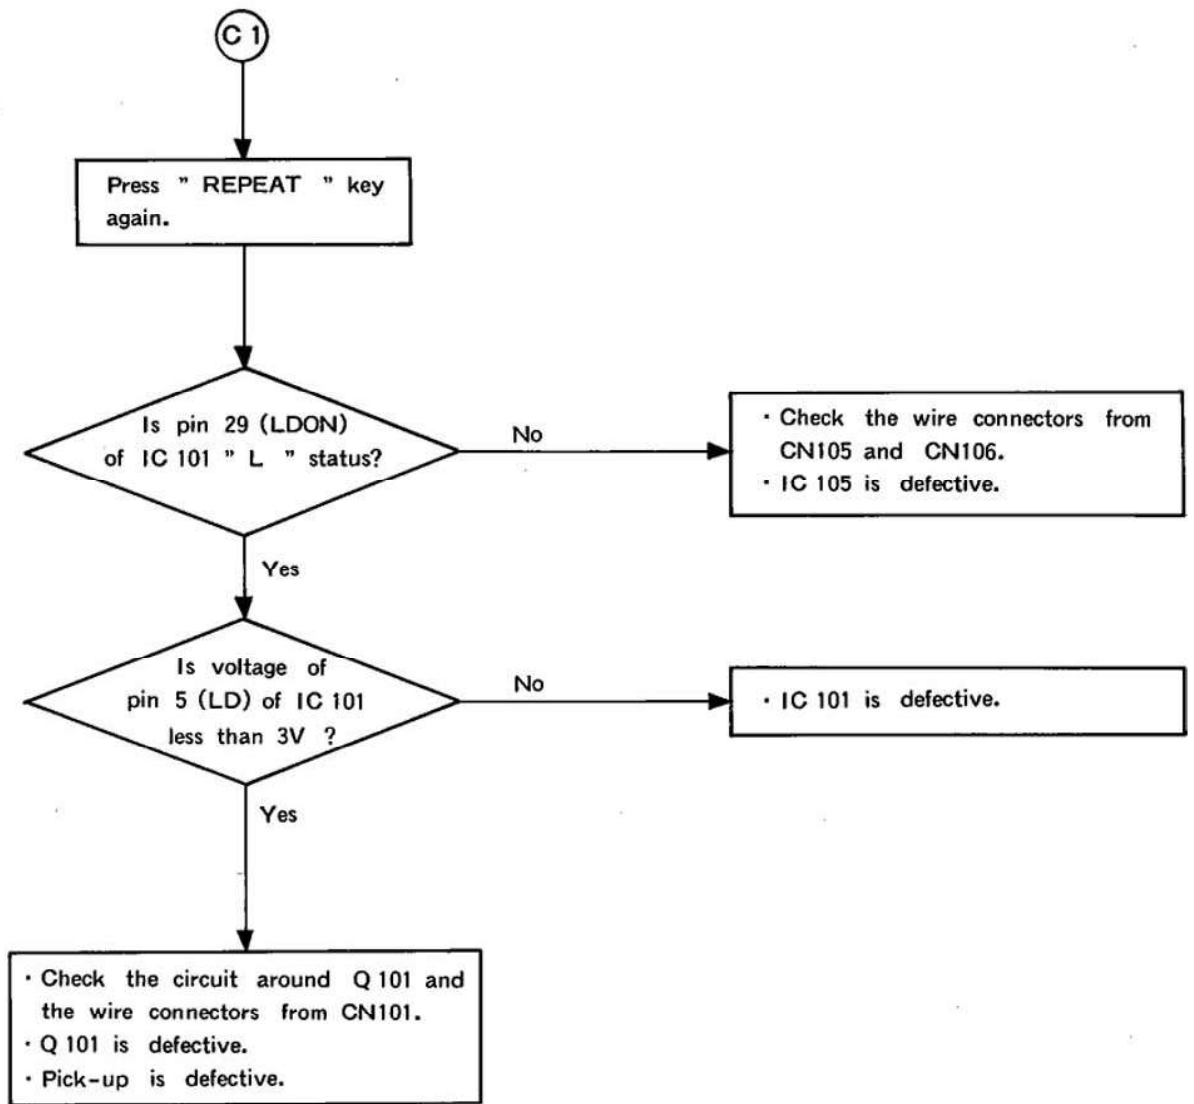 C 1
Press " REPEAT " key
again.
Is pin 29 (LDON)
of IC 101 " L " status?
No
· Check the wire connectors from
CN105 and CN106.
· IC 105 is defective.
Yes
Is voltage of
pin 5 (LD) of IC 101
less than 3V ?
No
· IC 101 is defective.
Yes
· Check the circuit around Q 101 and
the wire connectors from CN101.
· Q 101 is defective.
· Pick-up is defective.